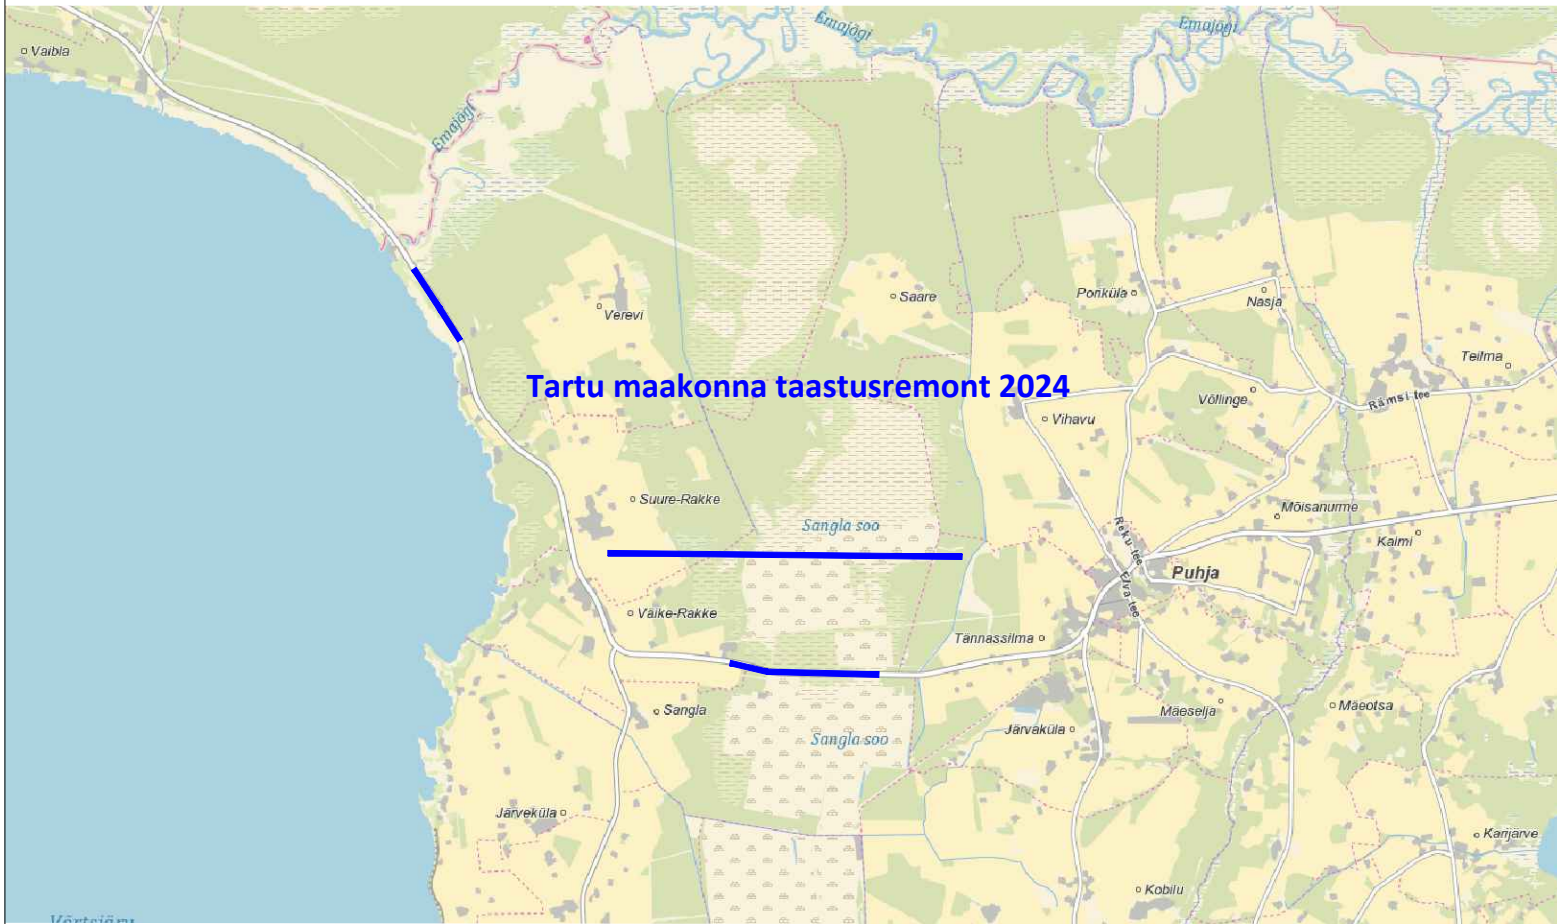 Emajõgi
Emajõgi
Vaibla
Emajõgi
Saare
Poriküla
Nasja
Verevi
Teilma
Tartu maakonna taastusremont 2024
Võllinge
Rämsi tee
Vihavu
Suure-Rakke
Mõisanurme
Sangla soo
Reku tee
Kaimi
Puhja
Elva tee
Väike-Rakke
Tännassilma
Sangla
Mäeselja
Mäeotsa
Järvaküla
Sangla soo
Järveküla
Karijärve
Kobilu
Võrtsjärv